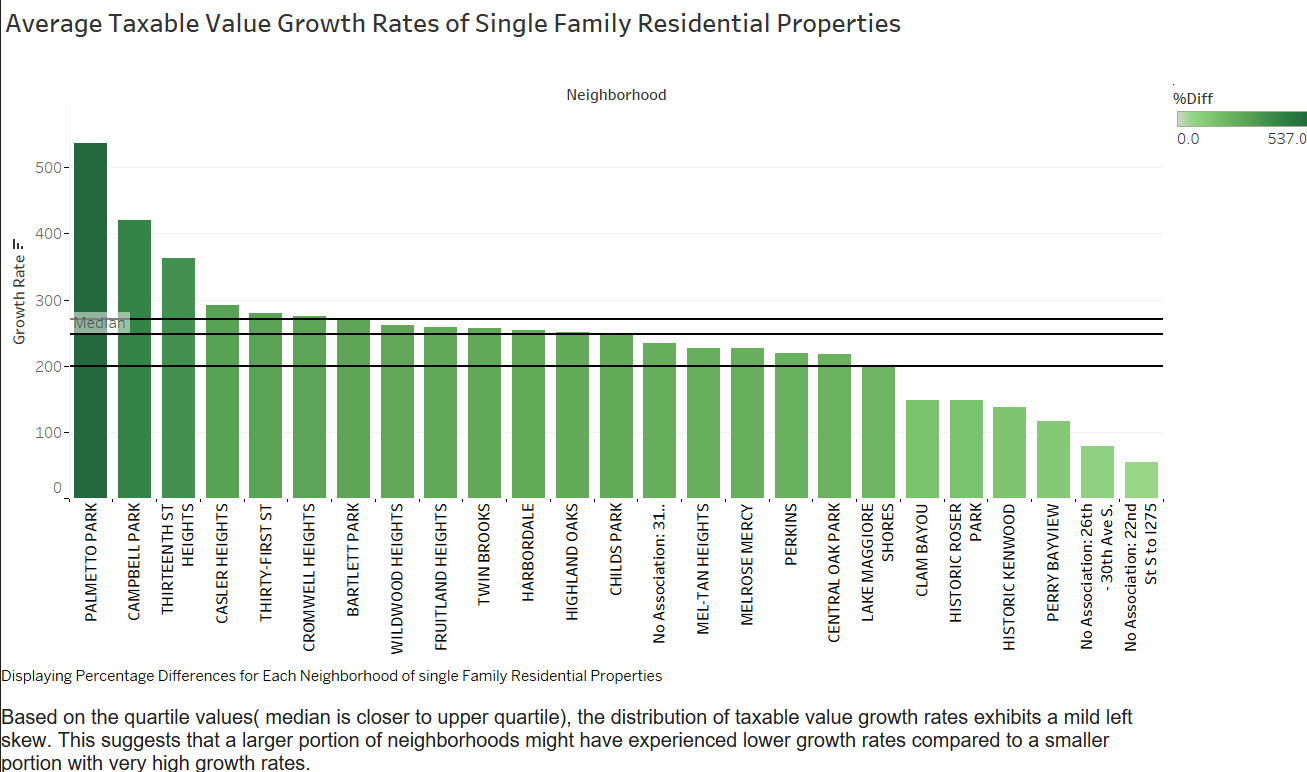 Average Taxable Value Growth Rates of Single Family Residential Properties
Neighborhood
%Diff
0.0 537.0
Growth Rate
500
400
300
200
100
0
Median
PALMETTO PARK
CAMPBELL PARK
THIRTEENTH ST
HEIGHTS
CASLER HEIGHTS
THIRTY-FIRST ST
CROMWELL HEIGHTS
BARTLETT PARK
WILDWOOD HEIGHTS
FRUITLAND HEIGHTS
TWIN BROOKS
HARBORDALE
HIGHLAND OAKS
CHILDS PARK
No Association: 31..
MEL-TAN HEIGHTS
MELROSE MERCY
PERKINS
CENTRAL OAK PARK
LAKE MAGGIORE
SHORES
CLAM BAYOU
HISTORIC ROSER
PARK
HISTORIC KENWOOD
PERRY BAYVIEW
No Association: 26th
- 30th Ave S.
No Association: 22nd
St S to I275
Displaying Percentage Differences for Each Neighborhood of single Family Residential Properties
Based on the quartile values( median is closer to upper quartile), the distribution of taxable value growth rates exhibits a mild left
skew. This suggests that a larger portion of neighborhoods might have experienced lower growth rates compared to a smaller
portion with very high growth rates.